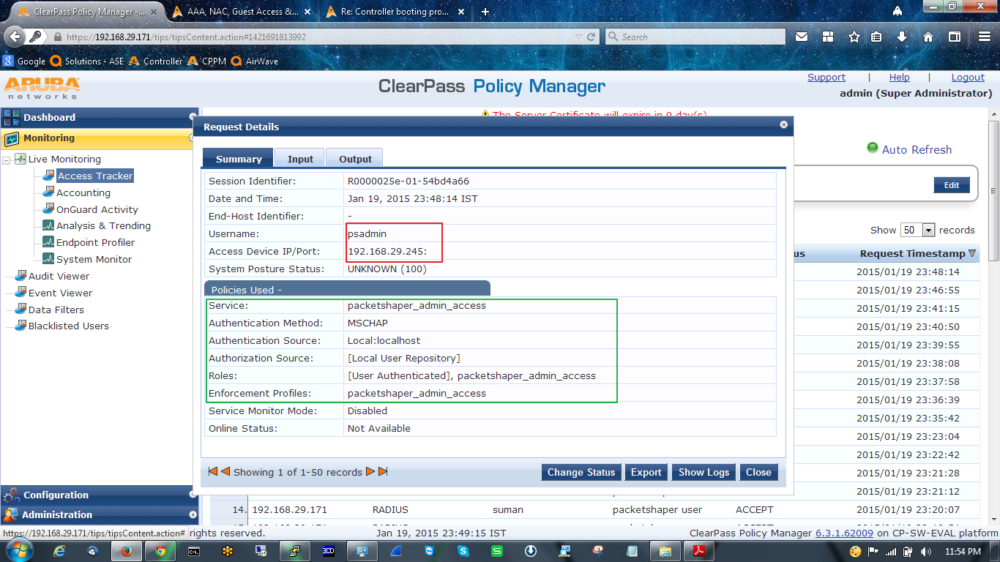 ClearPass Policy Manager -...
AAA, NAC, Guest Access &...
Re: Controller booting pro...
https://192.168.29.171/tips/tipsContent.action#1421691813992
Search
Google
Solutions - ASE
Controller
CPPM
AirWave
ARUBA
networks
ClearPass Policy Manager
Support | Help | Logout
admin (Super Administrator)
The Server Certificate will expire in 9 day(s)
Dashboard
Monitoring
Live Monitoring
Access Tracker
Accounting
OnGuard Activity
Analysis & Trending
Endpoint Profiler
System Monitor
Audit Viewer
Event Viewer
Data Filters
Blacklisted Users
Configuration
Administration
Request Details
Summary
Input
Output
Session Identifier: R0000025e-01-54bd4a66
Date and Time: Jan 19, 2015 23:48:14 IST
End-Host Identifier: -
Username: psadmin
Access Device IP/Port: 192.168.29.245:
System Posture Status: UNKNOWN (100)
Policies Used -
Service: packetshaper_admin_access
Authentication Method: MSCHAP
Authentication Source: Local:localhost
Authorization Source: [Local User Repository]
Roles: [User Authenticated], packetshaper_admin_access
Enforcement Profiles: packetshaper_admin_access
Service Monitor Mode: Disabled
Online Status: Not Available
Showing 1 of 1-50 records
Change Status
Export
Show Logs
Close
Auto Refresh
Edit
Show 50 records
us
Request Timestamp
2015/01/19 23:48:14
2015/01/19 23:46:55
2015/01/19 23:41:15
2015/01/19 23:40:50
2015/01/19 23:39:55
2015/01/19 23:38:08
2015/01/19 23:37:58
2015/01/19 23:36:39
2015/01/19 23:35:42
2015/01/19 23:23:04
2015/01/19 23:22:42
2015/01/19 23:21:28
2015/01/19 23:21:12
14. 192.168.29.171 RADIUS suman packetshaper user ACCEPT 2015/01/19 23:20:07
https://192.168.29.171/tips/tipsContent.action#
rights reserved.
Jan 19, 2015 23:49:15 IST
ClearPass Policy Manager 6.3.1.62009 on CP-SW-EVAL platform
11:54 PM